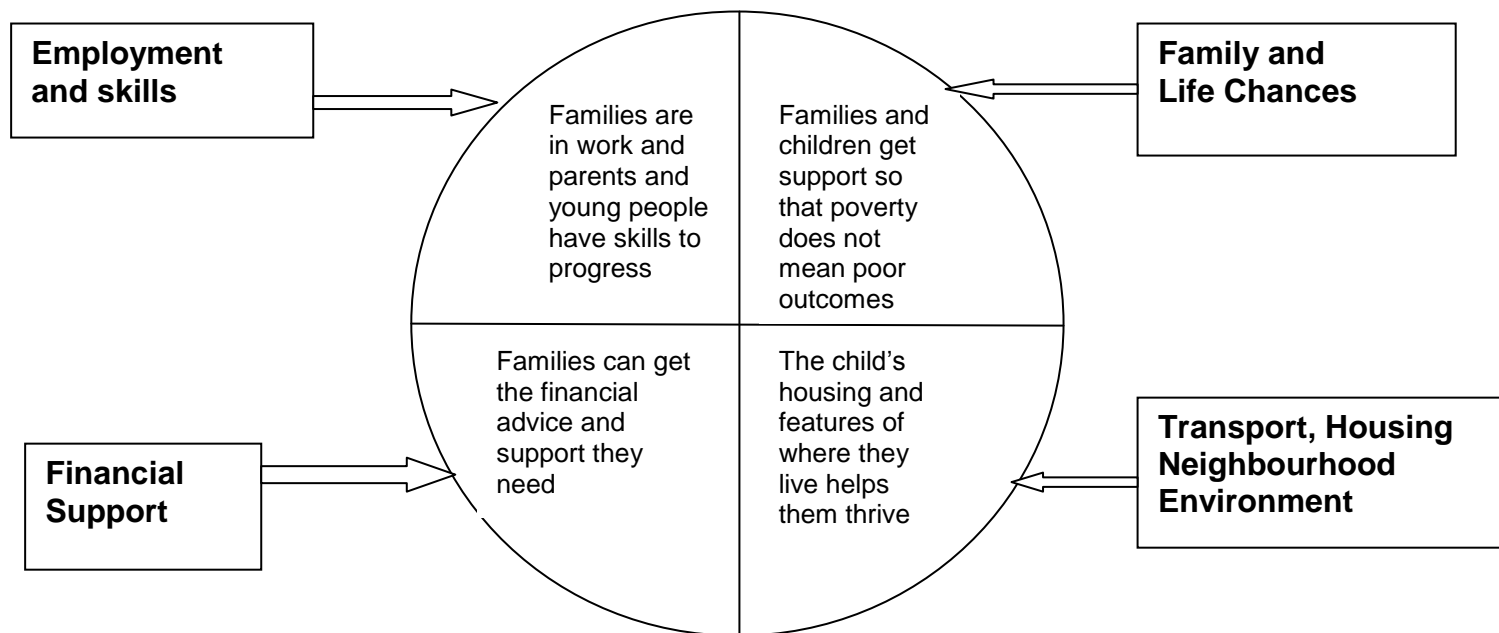 Employment
and skills
Families are
in work and
parents and
young people
have skills to
progress
Families and
children get
support so
that poverty
does not
mean poor
outcomes
Family and
Life Chances
Financial
Support
Families can get
the financial
advice and
support they
need
The child’s
housing and
features of
where they
live helps
them thrive
Transport, Housing
Neighbourhood
Environment